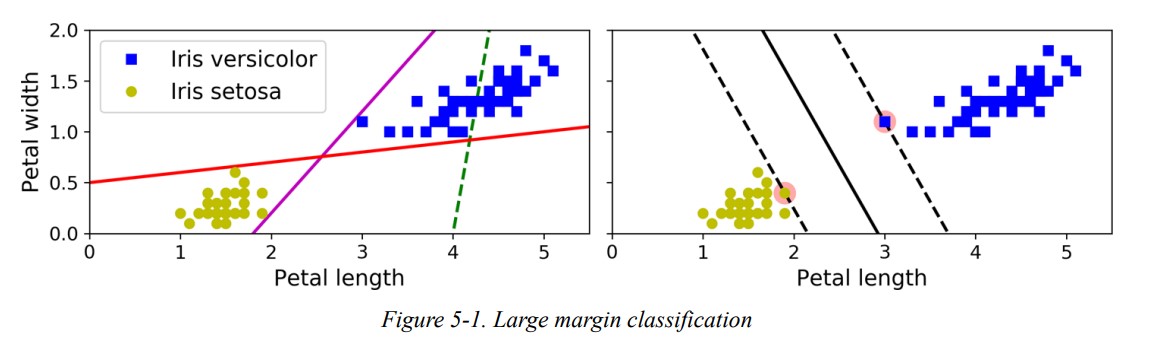 2.0
1.5
1.0
0.5
0.0
Petal width
Iris versicolor
Iris setosa
0 1 2 3 4 5
Petal length
0 1 2 3 4 5
Petal length
Figure 5-1. Large margin classification